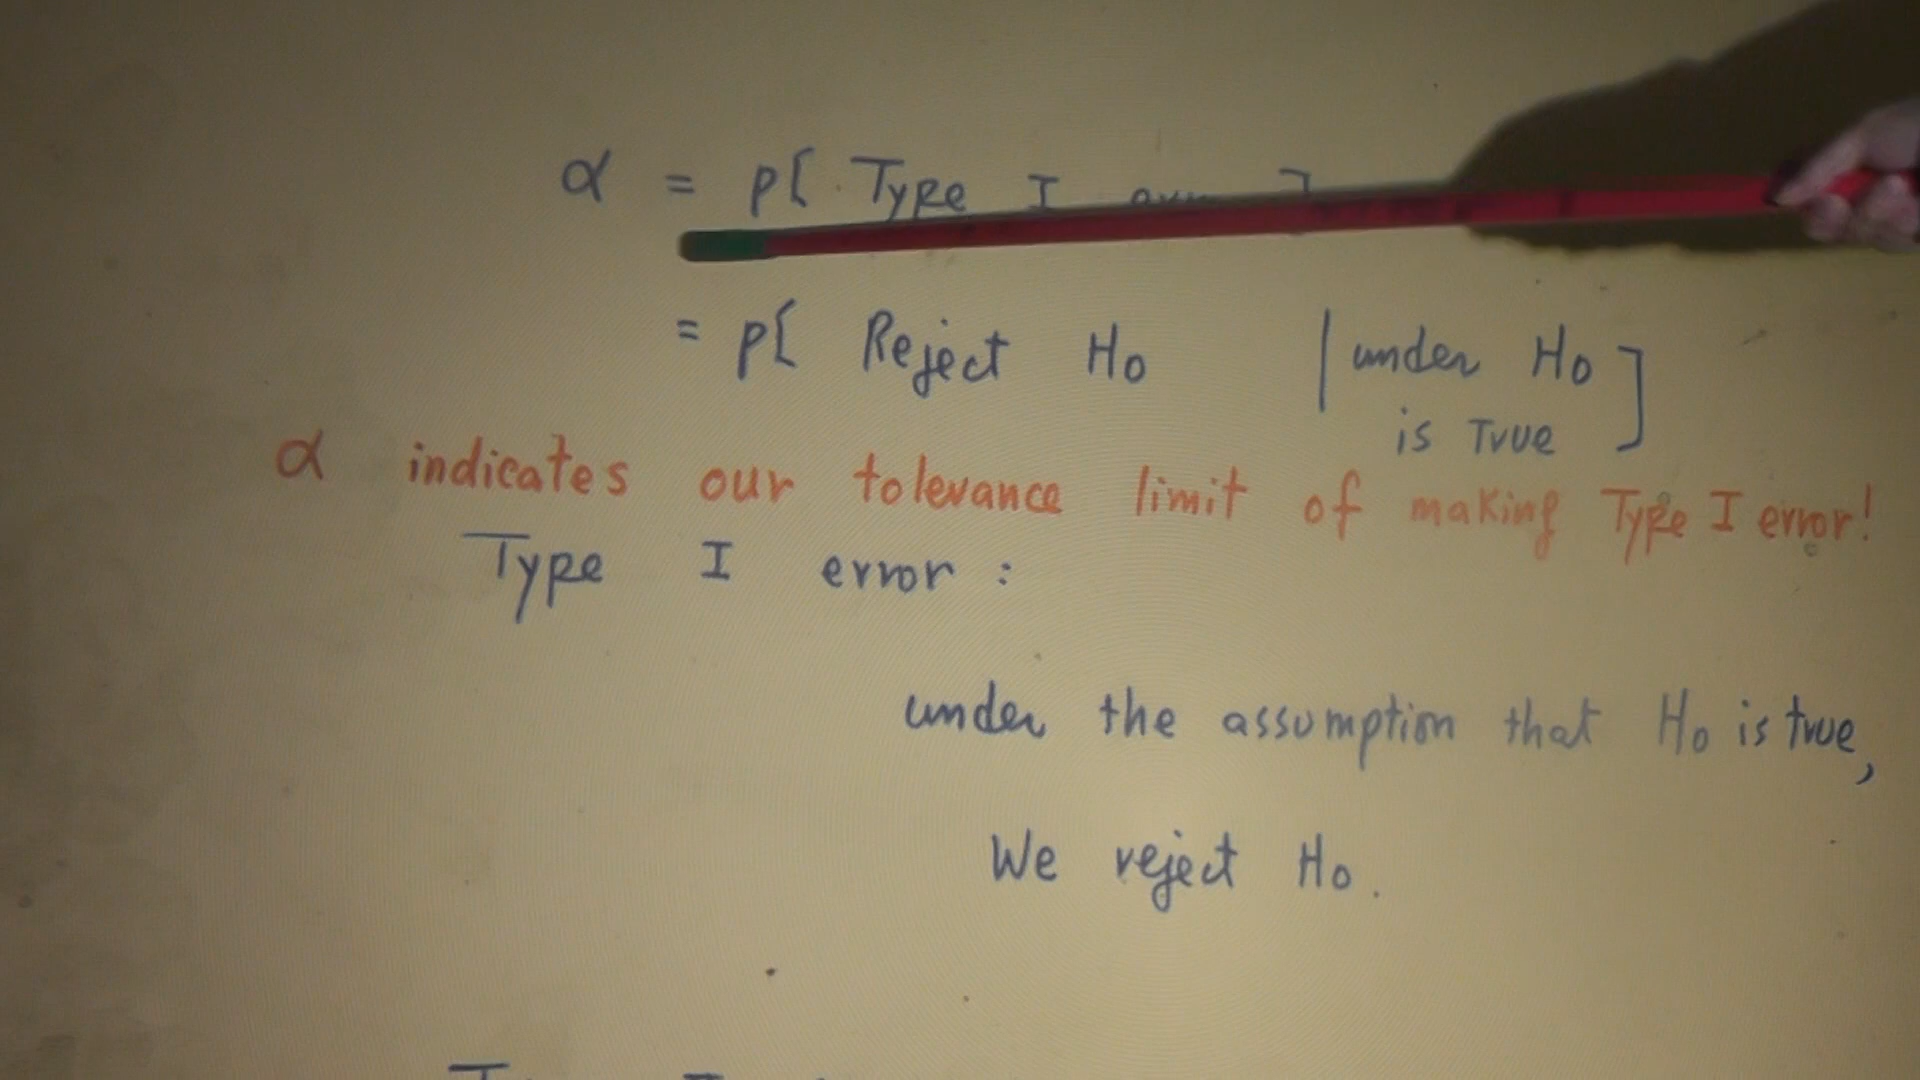 α = P[ Type I error ]
= P[ Reject H₀ | under H₀
is True ]
α indicates our tolerance limit of making Type I error!
Type I error :
under the assumption that H₀ is true,
We reject H₀.